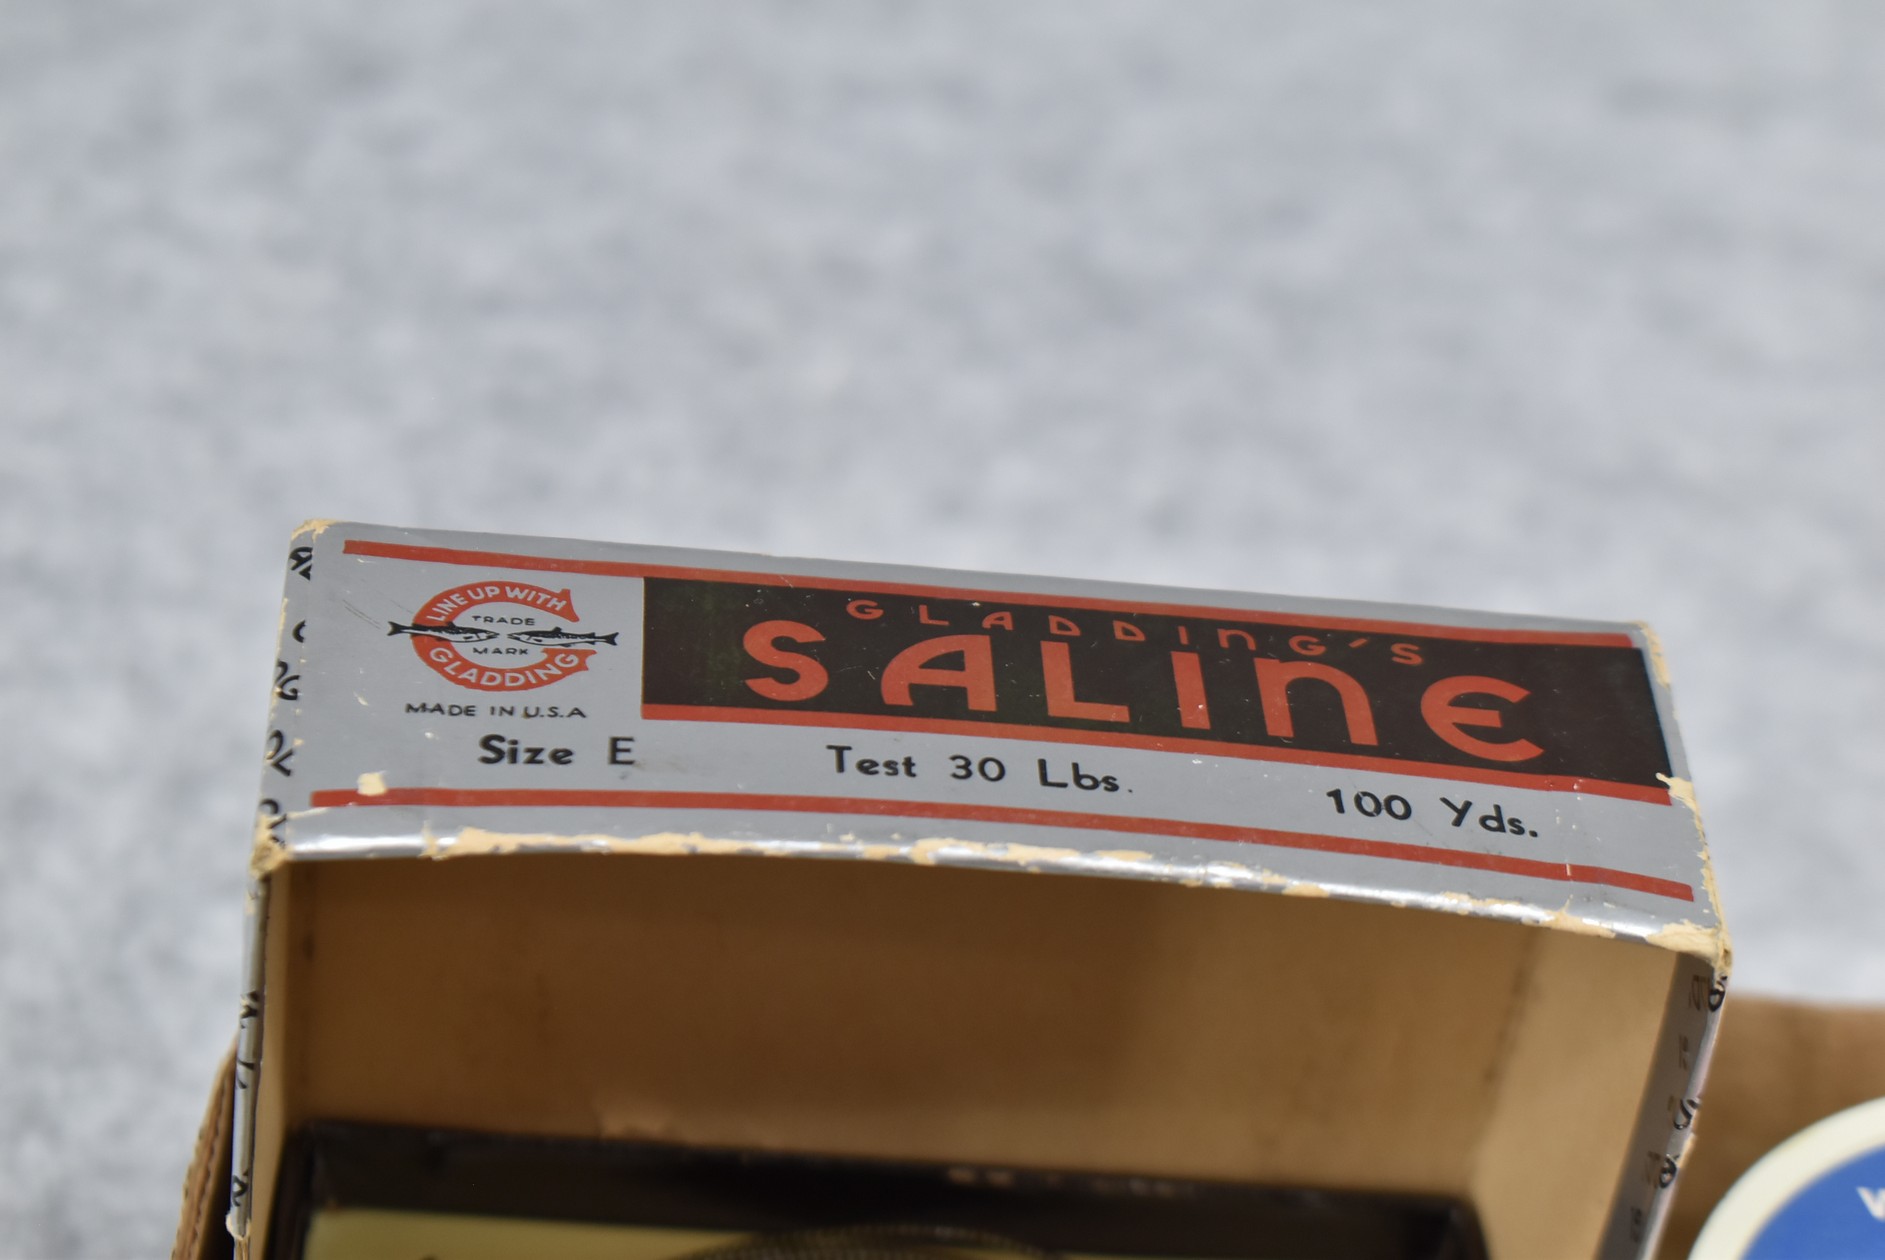 LINE UP WITH
TRADE
MARK
GLADDING
MADE IN U.S.A
GLADDING'S
SALINE
Size E Test 30 Lbs. 100 Yds.